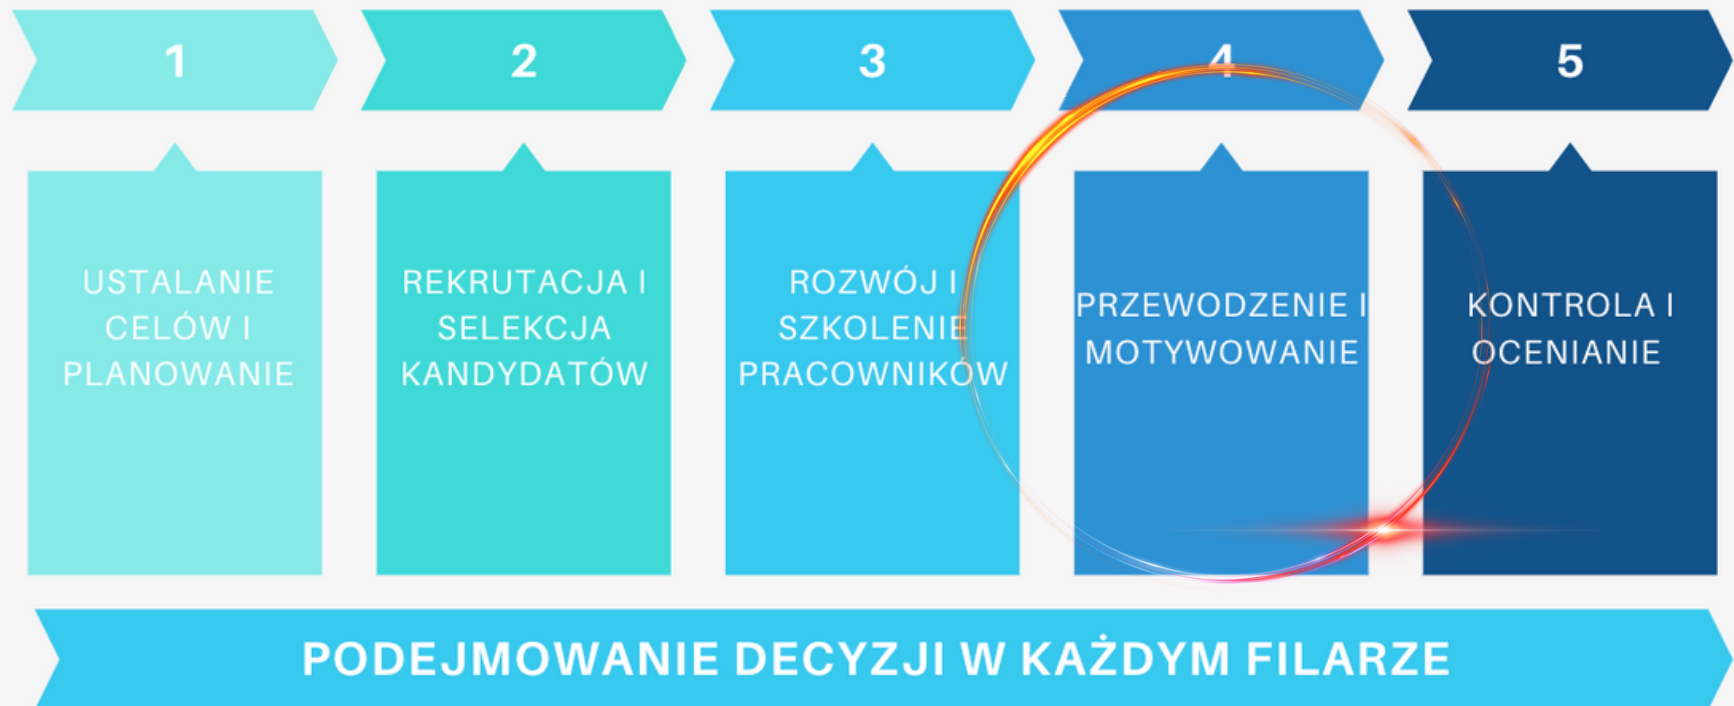 1
2
3
4
5
USTALANIE
CELÓW I
PLANOWANIE
REKRUTACJA I
SELEKCJA
KANDYDATÓW
ROZWÓJ I
SZKOLENIE
PRACOWNIKÓW
PRZEWODZENIE I
MOTYWOWANIE
KONTROLA I
OCENIANIE
PODEJMOWANIE DECYZJI W KAŻDYM FILARZE